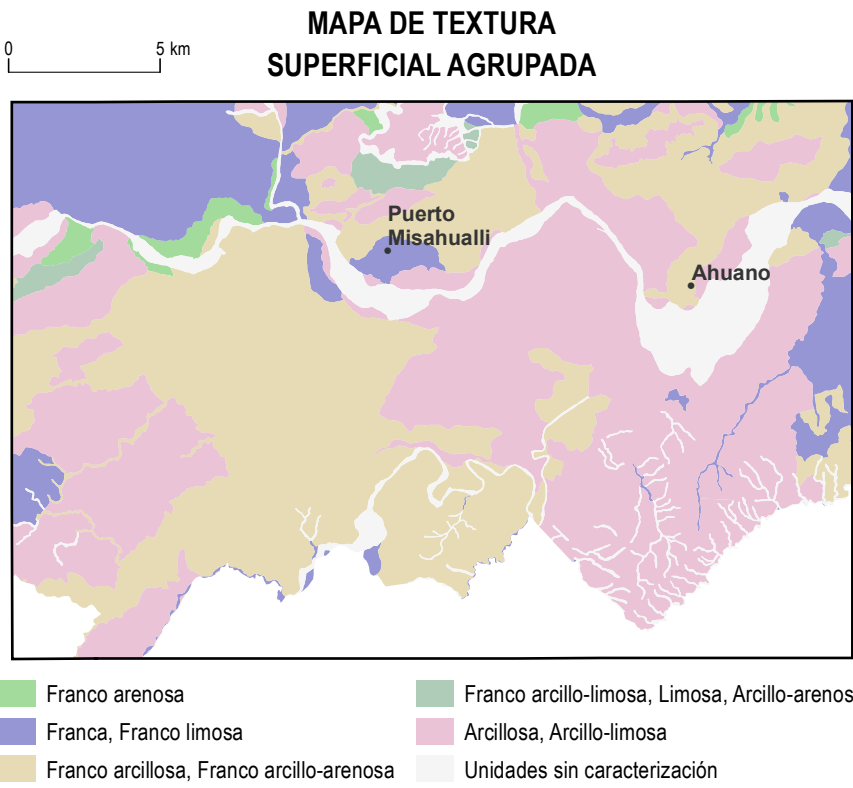 MAPA DE TEXTURA
SUPERFICIAL AGRUPADA
0 5 km
Puerto
Misahualli
Ahuano
Franco arenosa
Franca, Franco limosa
Franco arcillosa, Franco arcillo-arenosa
Franco arcillo-limosa, Limosa, Arcillo-arenos
Arcillosa, Arcillo-limosa
Unidades sin caracterización